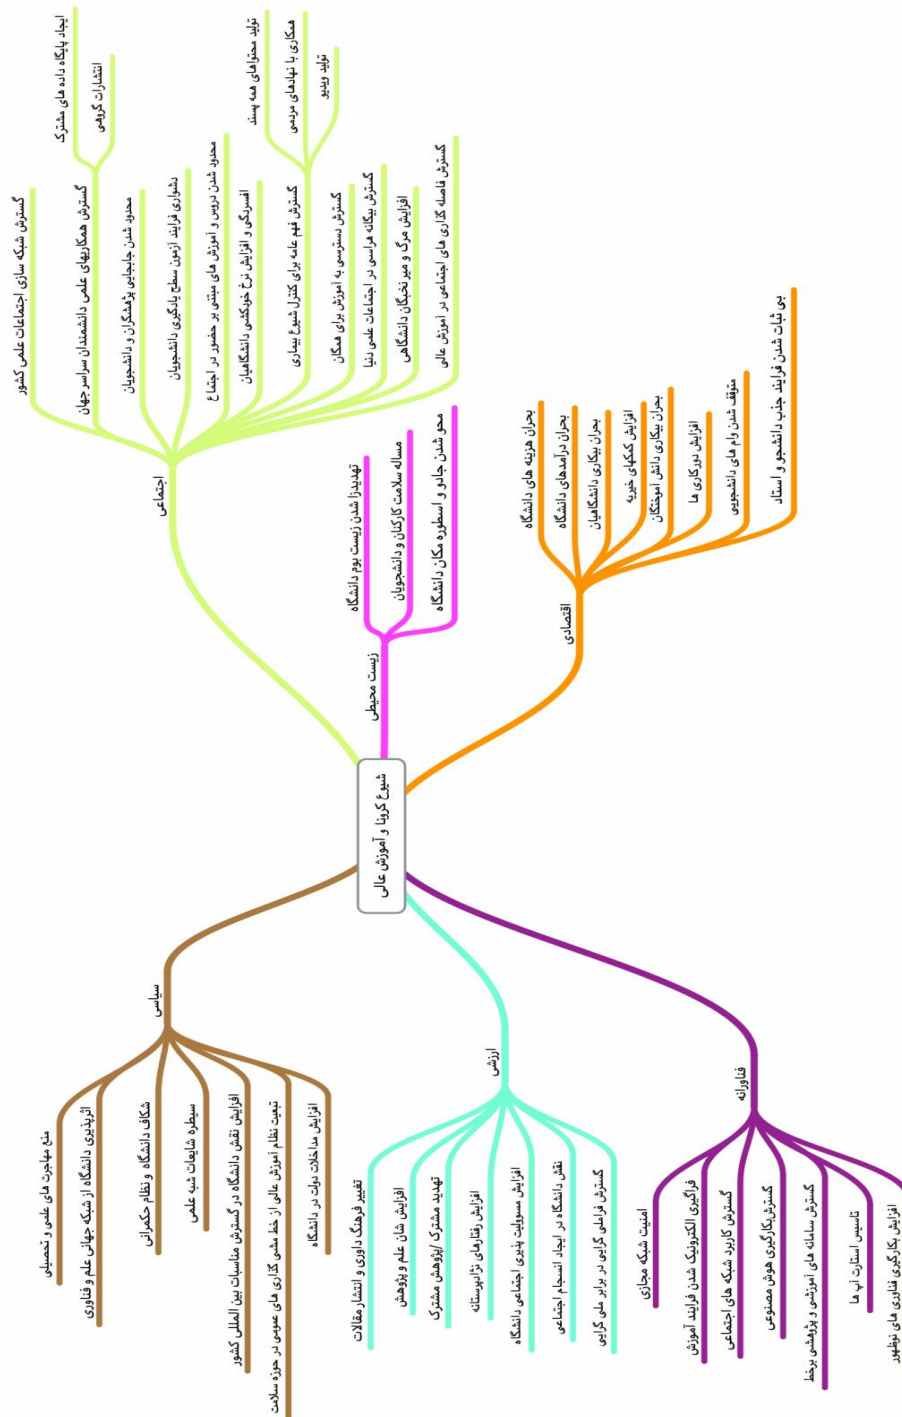 شیوع کرونا و آموزش عالی
اجتماعی
گسترش شبکه سازی اجتماعات علمی کشور
گسترش همکاریهای علمی دانشمندان سراسر جهان
ایجاد پایگاه داده های مشترک
انتشارات گروهی
محدود شدن جابجایی پژهشگران و دانشجویان
دشواری فرایند آزمون سطح یادگیری دانشجویان
محدود شدن دروس و آموزش های مبتنی بر حضور در اجتماع
افسردگی و افزایش نرخ خویکشی دانشگاهیان
گسترش فهم عامه برای کنترل شیوع بیماری
تولید محتواهای همه پسند
همکاری با نهادهای مردمی
تولید ویدیو
گسترش دسترسی به آموزش برای همگان
گسترش بیگانه هراسی در اجتماعات علمی دنیا
افزایش مرگ و میر نخبگان دانشگاهی
گسترش فاصله گذاری های اجتماعی در آموزش عالی
زیست محیطی
تهدیدزا شدن زیست بوم دانشگاه
مساله سلامت کارکنان و دانشجویان
محو شدن جادو و اسطوره مکان دانشگاه
اقتصادی
بحران هزینه های دانشگاه
بحران درآمدهای دانشگاه
بحران بیکاری دانشگاهیان
افزایش کمکهای خیریه
بحران بیکاری دانش آموختگان
افزایش دورکاری ها
متوقف شدن وام های دانشجویی
بی ثبات شدن فرایند جذب دانشجو و استاد
سیاسی
منع مهاجرت های علمی و تحصیلی
اثرپذیری دانشگاه از شبکه جهانی علم و فناوری
شکاف دانشگاه و نظام حکمرانی
سیطره شایعات شبه علمی
افزایش نقش دانشگاه در گسترش مناسبات بین المللی کشور
تبعیت نظام آموزش عالی از خط مشی گذاری های عمومی در حوزه سلامت
افزایش مداخلات دولت در دانشگاه
ارزشی
تغییر فرهنگ داوری و انتشار مقالات
افزایش شان علم و پژوهش
تهدید مشترک /پژوهش مشترک
افزایش رفتارهای نژادپرستانه
افزایش مسوولیت پذیری اجتماعی دانشگاه
نقش دانشگاه در ایجاد انسجام اجتماعی
گسترش فراملی گرایی در برابر ملی گرایی
فناورانه
امنیت شبکه مجازی
فراگیری الکترونیک شدن فرایند آموزش
گسترش کاربرد شبکه های اجتماعی
گسترش بکارگیری هوش مصنوعی
گسترش سامانه های آموزشی و پژوهشی برخط
تاسیس استارت آپ ها
افزایش بکارگیری فناوری های نوظهور